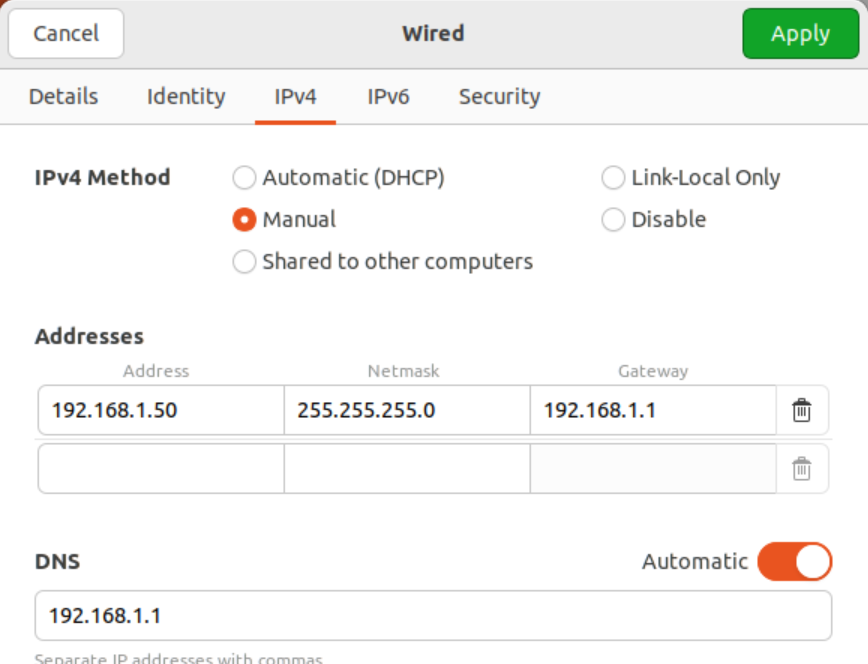 Cancel Wired Apply
Details Identity IPv4 IPv6 Security
IPv4 Method Automatic (DHCP) Link-Local Only
Manual Disable
Shared to other computers
Addresses
Address Netmask Gateway
192.168.1.50 255.255.255.0 192.168.1.1
DNS Automatic
192.168.1.1
Separate IP addresses with commas